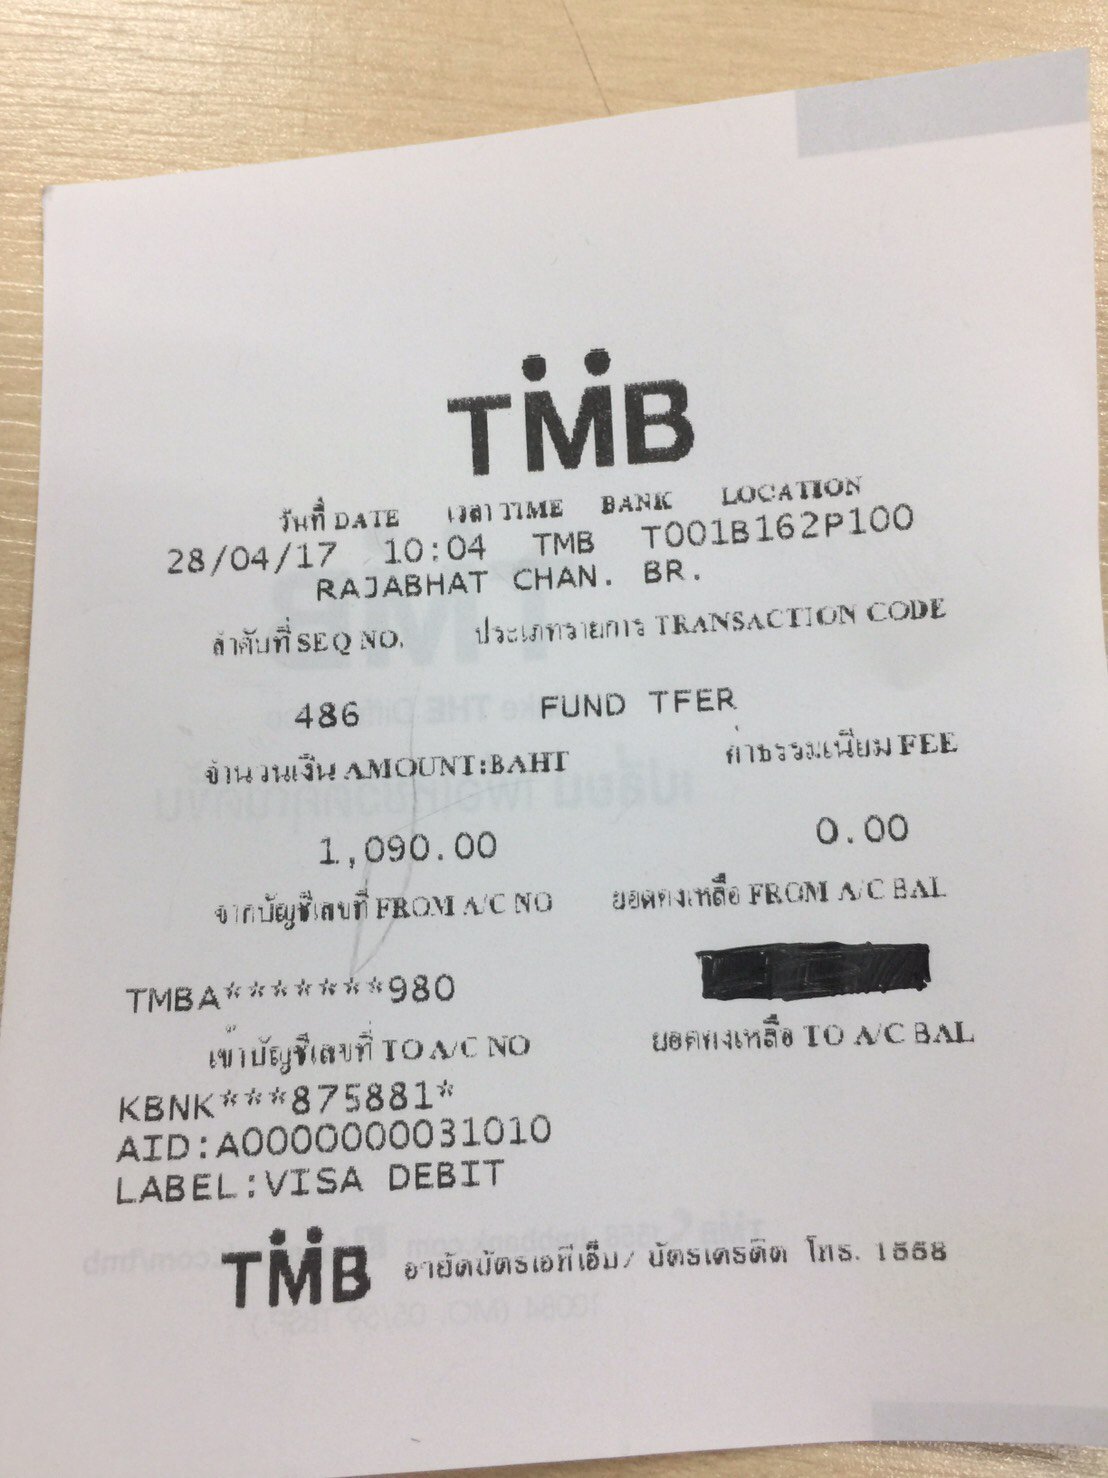 TMB
วันที่ DATE เวลา TIME BANK LOCATION
28/04/17 10:04 TMB T001B162P100
RAJABHAT CHAN. BR.
ลำดับที่ SEQ NO. ประเภทรายการ TRANSACTION CODE
486 FUND TFER
จำนวนเงิน AMOUNT:BAHT ค่าธรรมเนียม FEE
1,090.00 0.00
จากบัญชีเลขที่ FROM A/C NO ยอดคงเหลือ FROM A/C BAL
TMBA*******980
เข้าบัญชีเลขที่ TO A/C NO ยอดคงเหลือ TO A/C BAL
KBNK***875881*
AID:A0000000031010
LABEL:VISA DEBIT
TMB อายัดบัตรเอทีเอ็ม/ บัตรเครดิต โทร. 1558